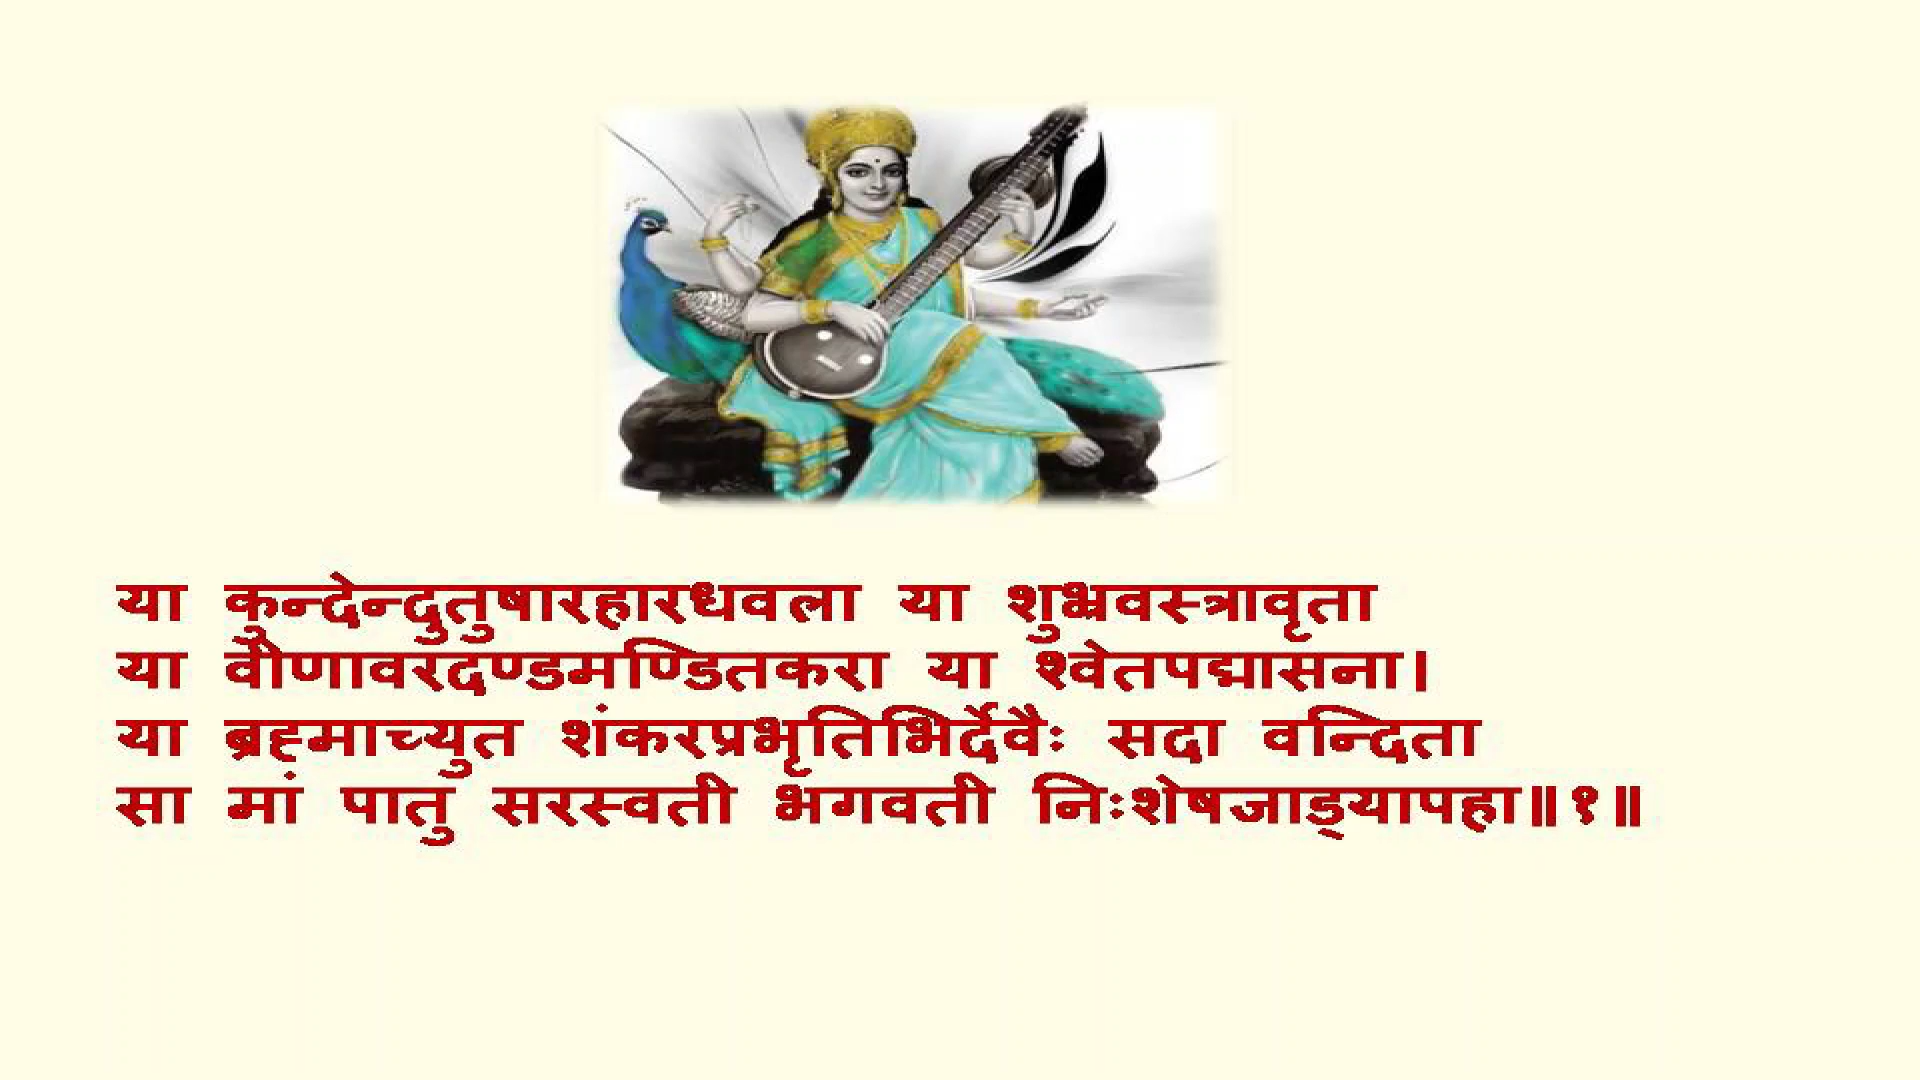 या कुन्देन्दुतुषारहारधवला या शुभ्रवस्त्रावृता
या वीणावरदण्डमण्डितकरा या श्वेतपद्मासना।
या ब्रह्माच्युत शंकरप्रभृतिभिर्देवैः सदा वन्दिता
सा मां पातु सरस्वती भगवती निःशेषजाड्यापहा॥१॥